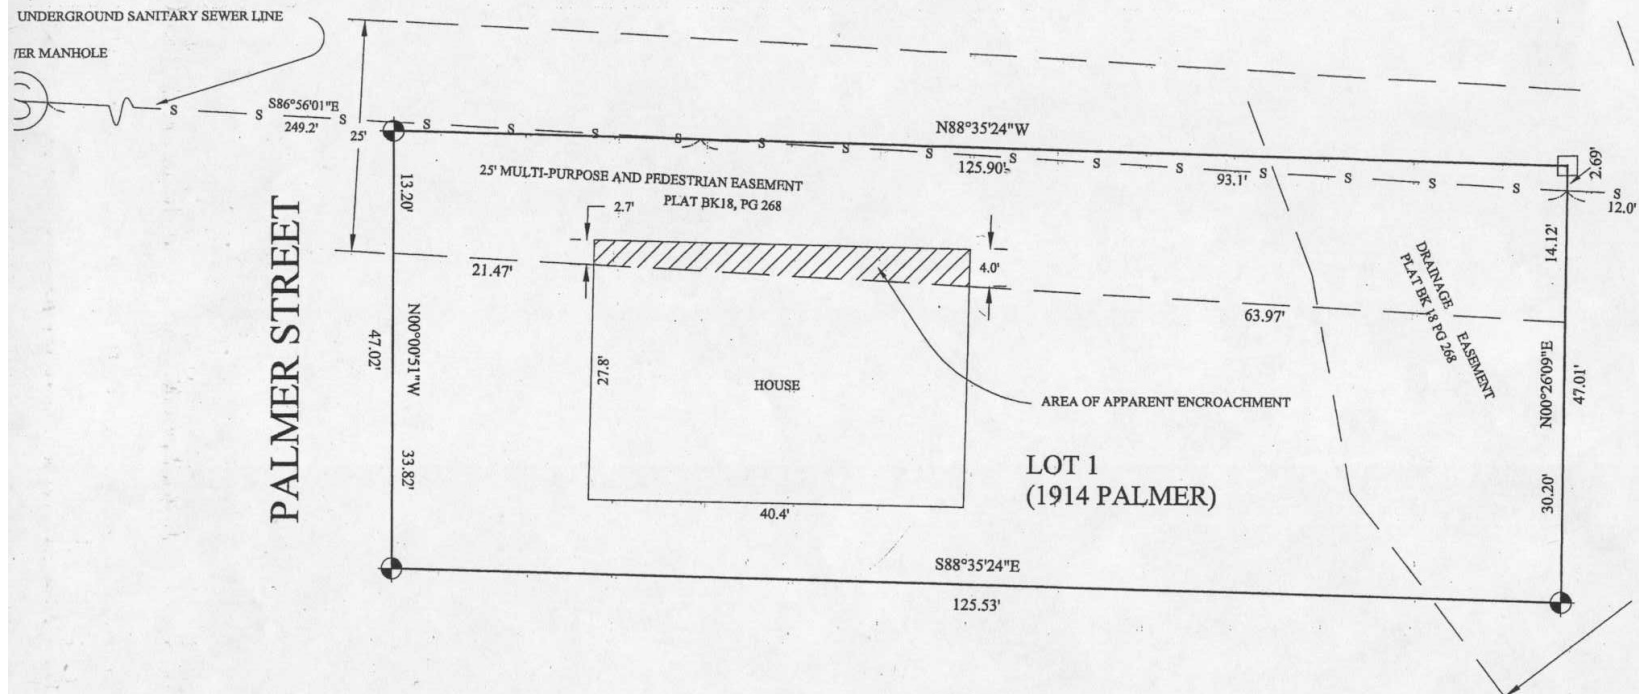 UNDERGROUND SANITARY SEWER LINE
/ER MANHOLE
S
S86°56'01"E
249.2'
25'
S S S S S S S S S S S S S S S S S S
N88°35'24"W
125.90'
93.1'
2.69'
12.0'
25' MULTI-PURPOSE AND PEDESTRIAN EASEMENT
PLAT BK18, PG 268
13.20'
2.7'
21.47'
4.0'
63.97'
14.12'
DRAINAGE EASEMENT
PLAT BK 18 PG 268
PALMER STREET
N00°00'51"W
47.02'
33.82'
27.8'
HOUSE
AREA OF APPARENT ENCROACHMENT
N00°26'09"E
47.01'
30.20'
LOT 1
(1914 PALMER)
40.4'
S88°35'24"E
125.53'